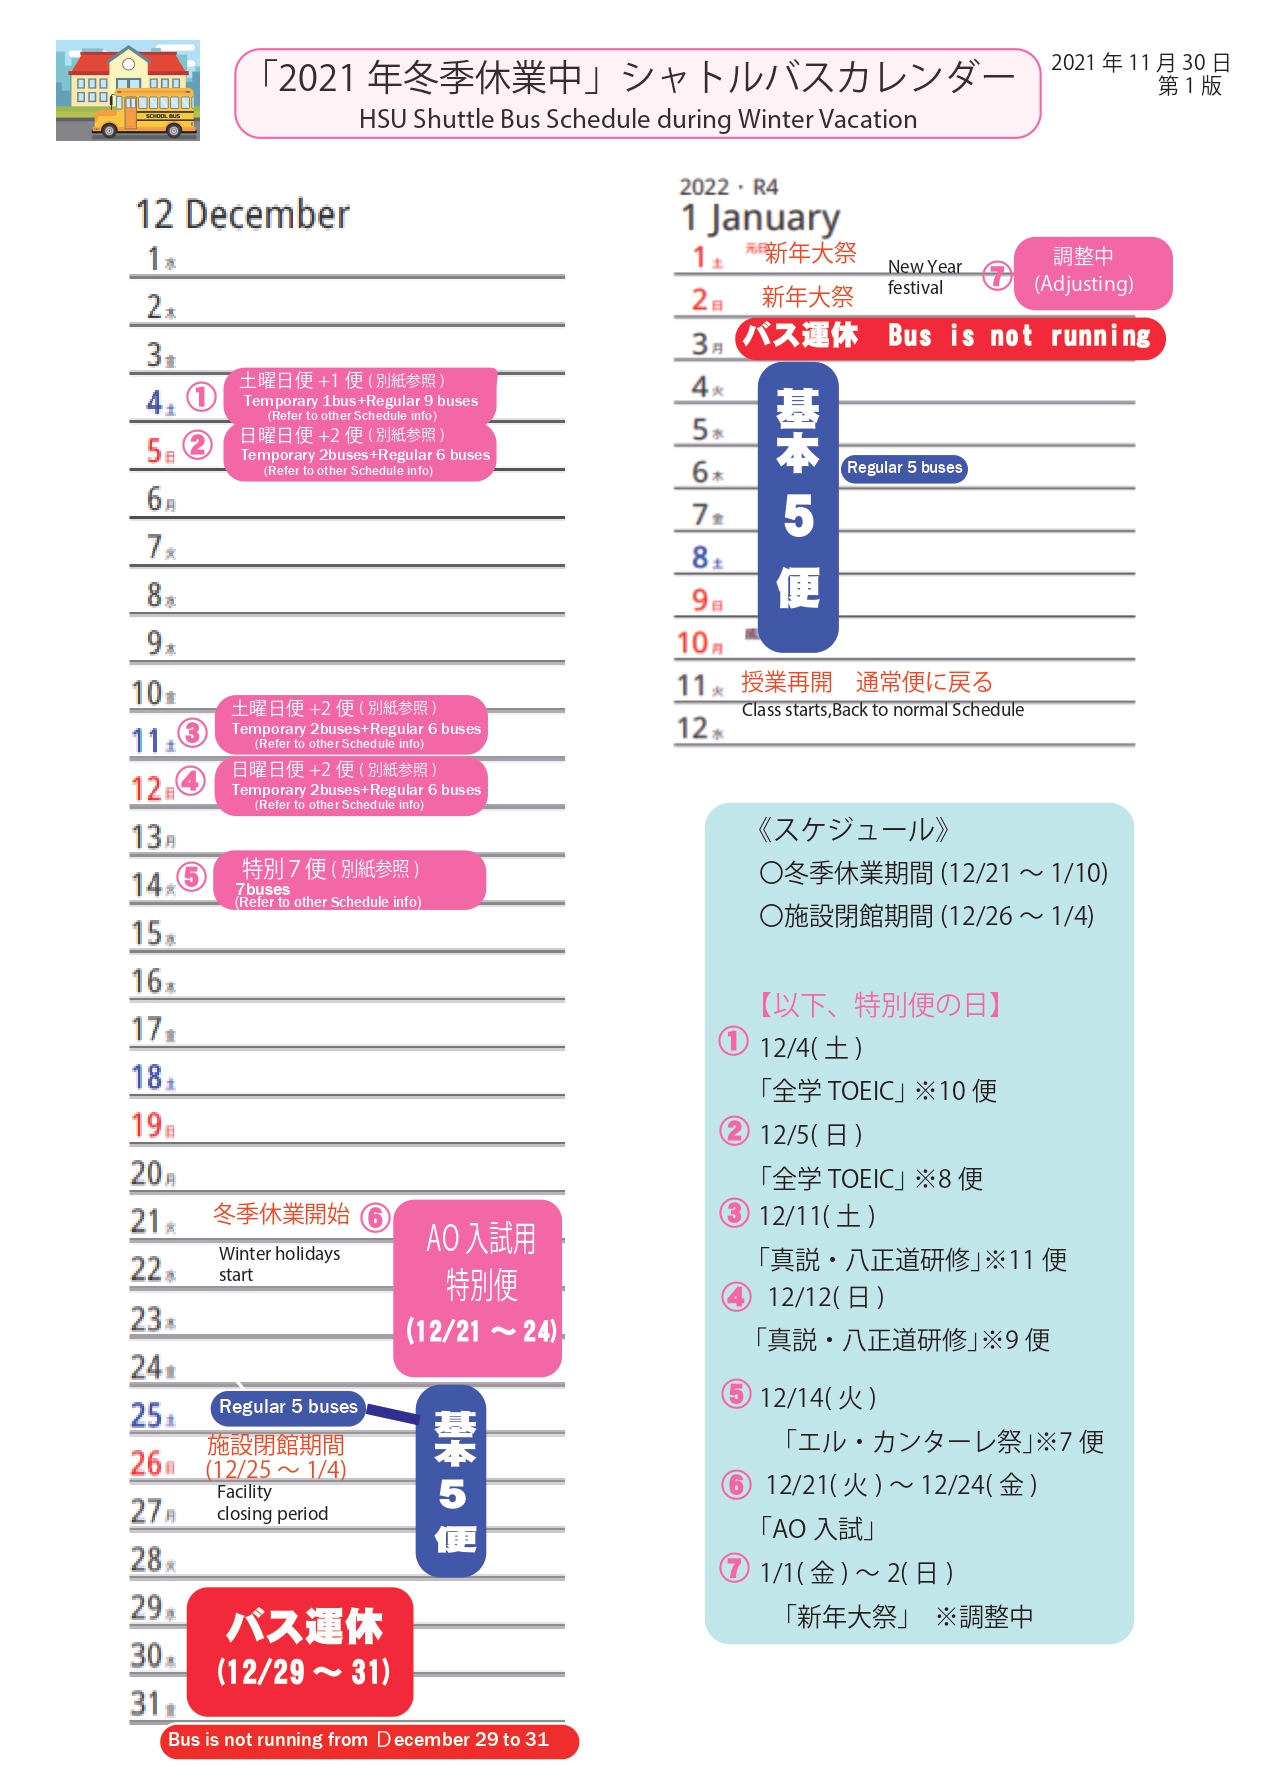 「2021 年冬季休業中」シャトルバスカレンダー
HSU Shuttle Bus Schedule during Winter Vacation
2021 年 11 月 30 日
第 1 版
SCHOOL BUS
12 December
1 水
2 木
3 金
4 土 ① 土曜日便 +1 便 ( 別紙参照 )
Temporary 1bus+Regular 9 buses
(Refer to other Schedule info)
5 日 ② 日曜日便 +2 便 ( 別紙参照 )
Temporary 2buses+Regular 6 buses
(Refer to other Schedule info)
6 月
7 火
8 水
9 木
10 金
11 土 ③ 土曜日便 +2 便 ( 別紙参照 )
Temporary 2buses+Regular 6 buses
(Refer to other Schedule info)
12 日 ④ 日曜日便 +2 便 ( 別紙参照 )
Temporary 2buses+Regular 6 buses
(Refer to other Schedule info)
13 月
14 火 ⑤ 特別 7 便 ( 別紙参照 )
7buses
(Refer to other Schedule info)
15 水
16 木
17 金
18 土
19 日
20 月
21 火 冬季休業開始 ⑥ AO 入試用
特別便
(12/21 ～ 24)
22 水 Winter holidays
start
23 木
24 金
25 土 Regular 5 buses
基本 5 便
26 日 施設閉館期間
(12/25 ～ 1/4)
27 月 Facility
closing period
28 火
29 水 バス運休
(12/29 ～ 31)
30 木
31 金
Bus is not running from December 29 to 31
2022・R4
1 January
1 土 元日 新年大祭
New Year
festival
⑦ 調整中
(Adjusting)
2 日 新年大祭
3 月 バス運休 Bus is not running
4 火
基本 5 便
5 水
6 木 Regular 5 buses
7 金
8 土
9 日
10 月
11 火 授業再開 通常便に戻る
Class starts,Back to normal Schedule
12 水
《スケジュール》
〇冬季休業期間 (12/21 ～ 1/10)
〇施設閉館期間 (12/26 ～ 1/4)
【以下、特別便の日】
① 12/4( 土 )
「全学 TOEIC」※10 便
② 12/5( 日 )
「全学 TOEIC」※8 便
③ 12/11( 土 )
「真説・八正道研修」※11 便
④ 12/12( 日 )
「真説・八正道研修」※9 便
⑤ 12/14( 火 )
「エル・カンターレ祭」※7 便
⑥ 12/21( 火 ) ～ 12/24( 金 )
「AO 入試」
⑦ 1/1( 金 ) ～ 2( 日 )
「新年大祭」 ※調整中